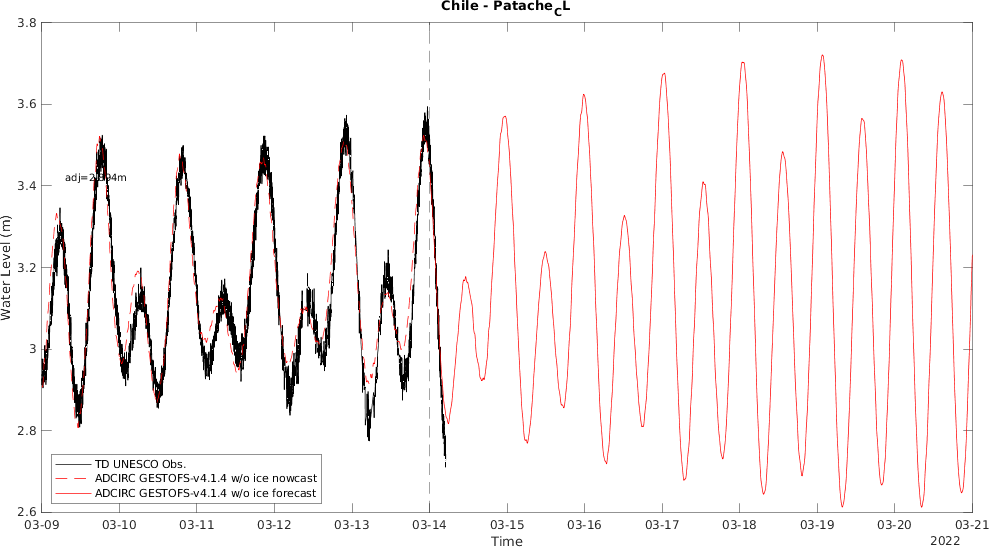 Chile - Patache_CL
3.8
3.6
3.4
3.2
3
2.8
2.6
Water Level (m)
TD UNESCO Obs.
ADCIRC GESTOFS-v4.1.4 w/o ice nowcast
ADCIRC GESTOFS-v4.1.4 w/o ice forecast
03-09 03-10 03-11 03-12 03-13 03-14 03-15 03-16 03-17 03-18 03-19 03-20 03-21
Time
2022